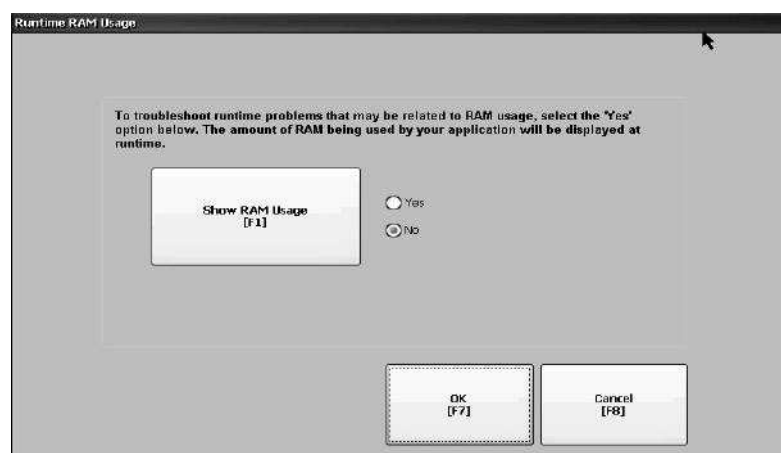 Runtime RAM Usage
To troubleshoot runtime problems that may be related to RAM usage, select the 'Yes'
option below. The amount of RAM being used by your application will be displayed at
runtime.
Show RAM Usage
[F1]
Yes
No
OK
[F7]
Cancel
[F8]